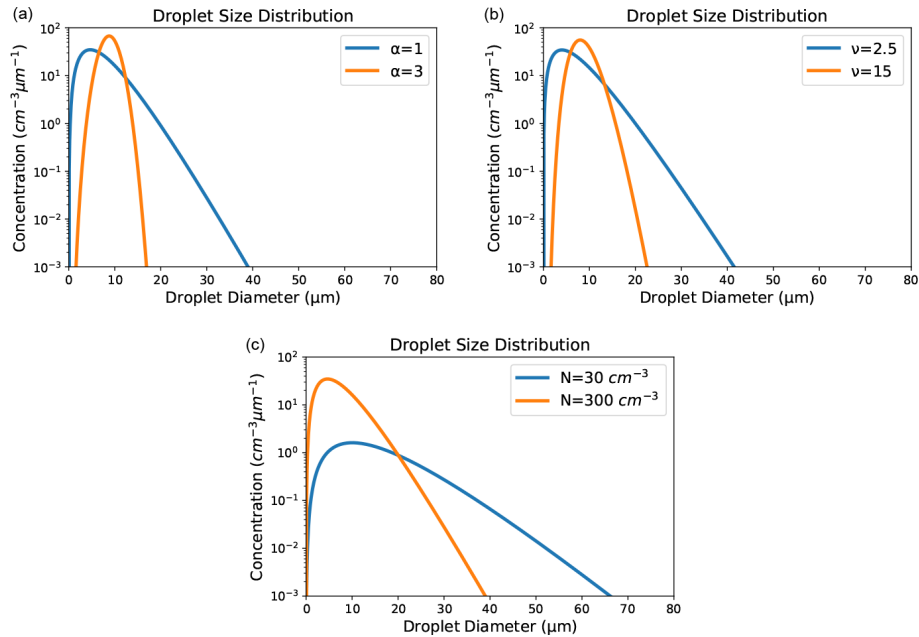 (a)
Droplet Size Distribution
Concentration (cm⁻³μm⁻¹)
10²
10¹
10⁰
10⁻¹
10⁻²
10⁻³
α=1
α=3
0 10 20 30 40 50 60 70 80
Droplet Diameter (μm)
(b)
Droplet Size Distribution
Concentration (cm⁻³μm⁻¹)
10²
10¹
10⁰
10⁻¹
10⁻²
10⁻³
ν=2.5
ν=15
0 10 20 30 40 50 60 70 80
Droplet Diameter (μm)
(c)
Droplet Size Distribution
Concentration (cm⁻³μm⁻¹)
10²
10¹
10⁰
10⁻¹
10⁻²
10⁻³
N=30 cm⁻³
N=300 cm⁻³
0 10 20 30 40 50 60 70 80
Droplet Diameter (μm)